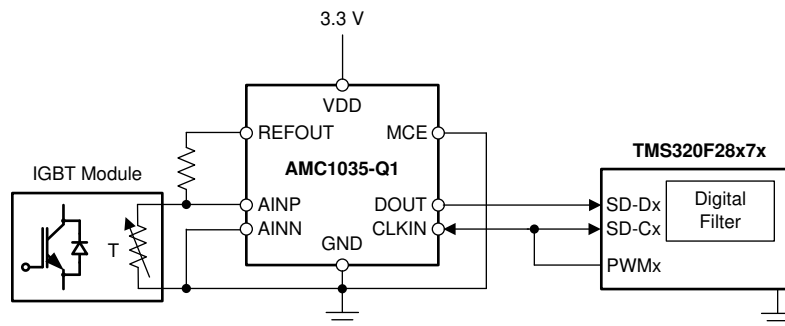 3.3 V
VDD
REFOUT
MCE
AMC1035-Q1
TMS320F28x7x
IGBT Module
AINP
DOUT
SD-Dx
Digital
Filter
T
AINN
CLKIN
SD-Cx
GND
PWMx